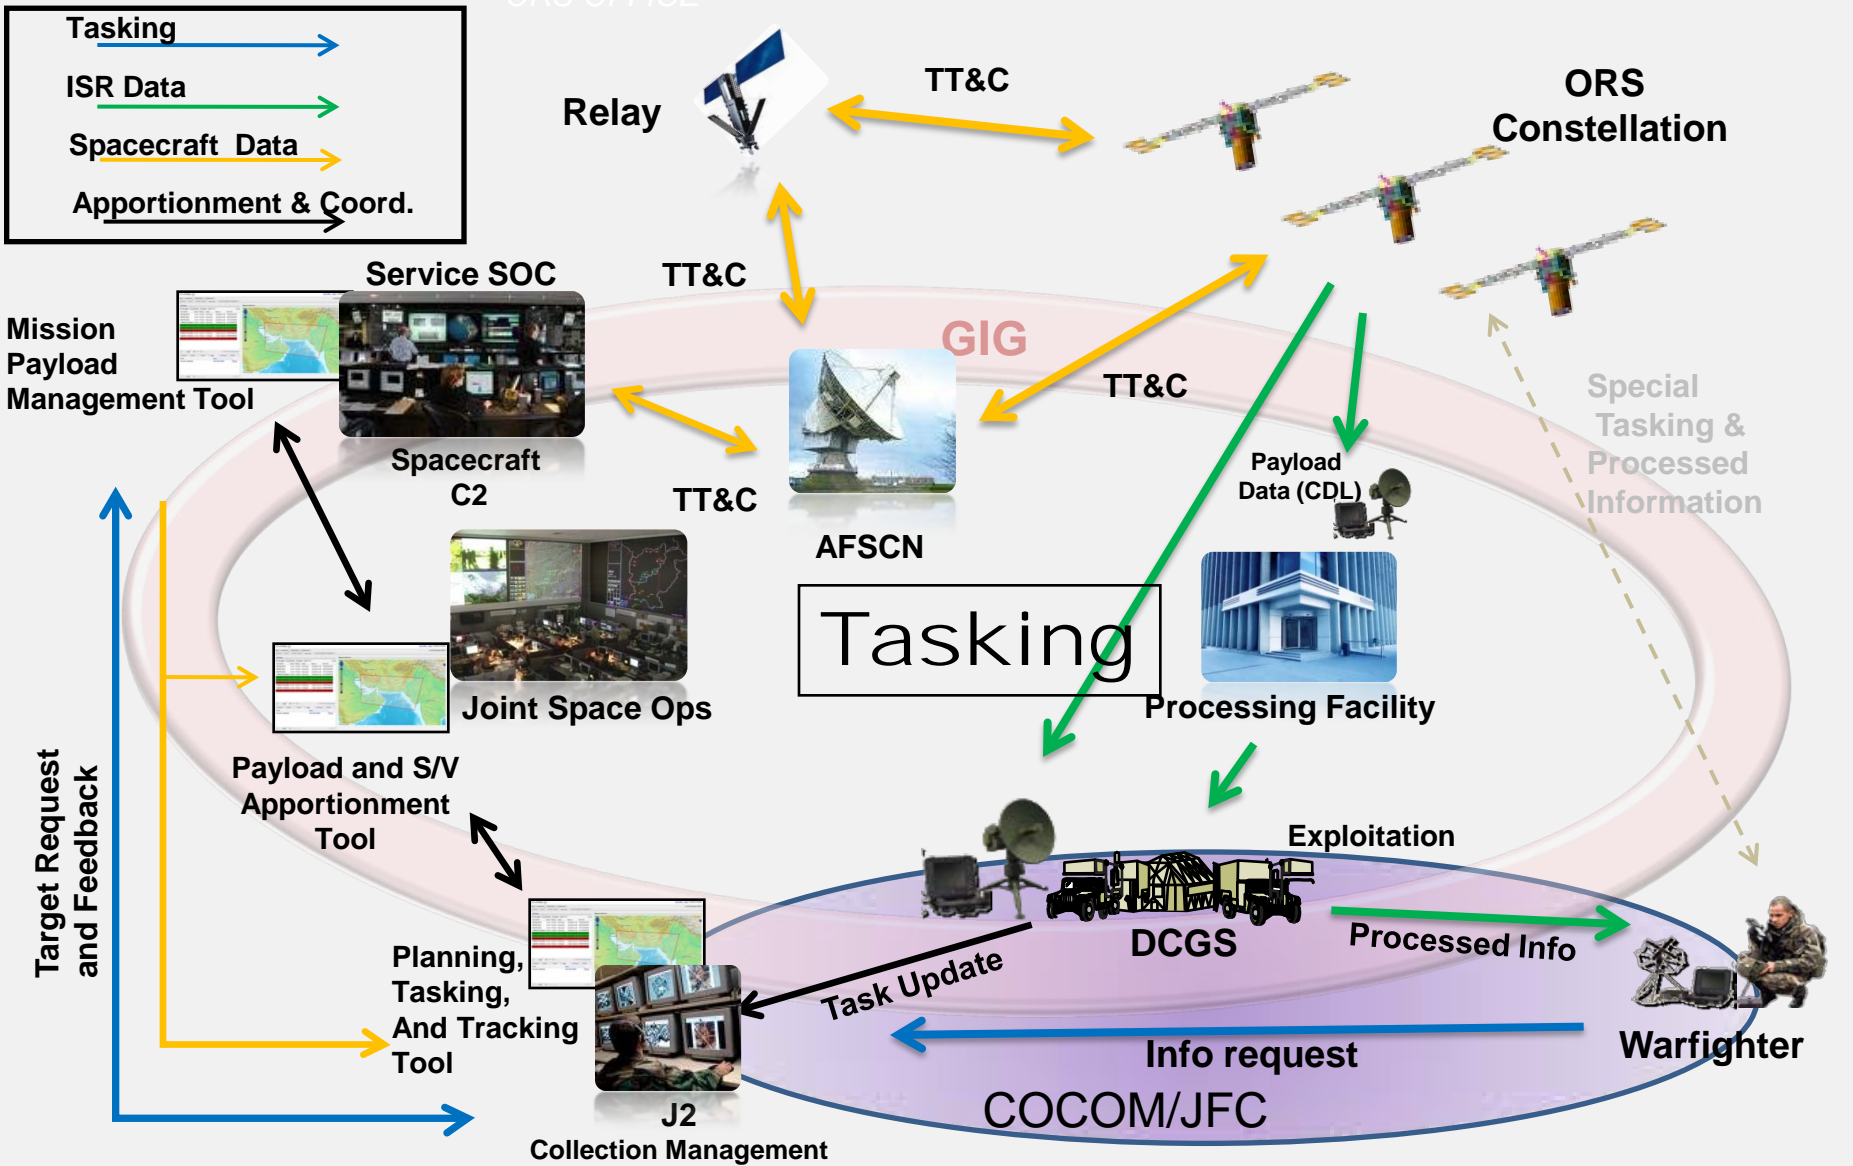 ORS OFFICE
Tasking
ISR Data
Spacecraft Data
Apportionment & Coord.
Relay
TT&C
ORS
Constellation
Service SOC
TT&C
GIG
Mission
Payload
Management Tool
TT&C
Special
Tasking &
Processed
Information
Spacecraft
C2
TT&C
Payload
Data (CDL)
AFSCN
Tasking
Joint Space Ops
Processing Facility
Payload and S/V
Apportionment
Tool
Target Request
and Feedback
Exploitation
DCGS
Processed Info
Planning,
Tasking,
And Tracking
Tool
Task Update
Info request
Warfighter
COCOM/JFC
J2
Collection Management